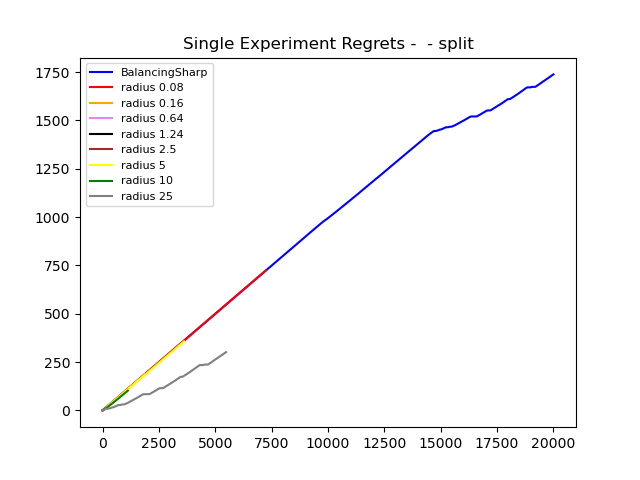 Single Experiment Regrets -  - split
BalancingSharp
radius 0.08
radius 0.16
radius 0.64
radius 1.24
radius 2.5
radius 5
radius 10
radius 25
1750
1500
1250
1000
750
500
250
0
0 2500 5000 7500 10000 12500 15000 17500 20000